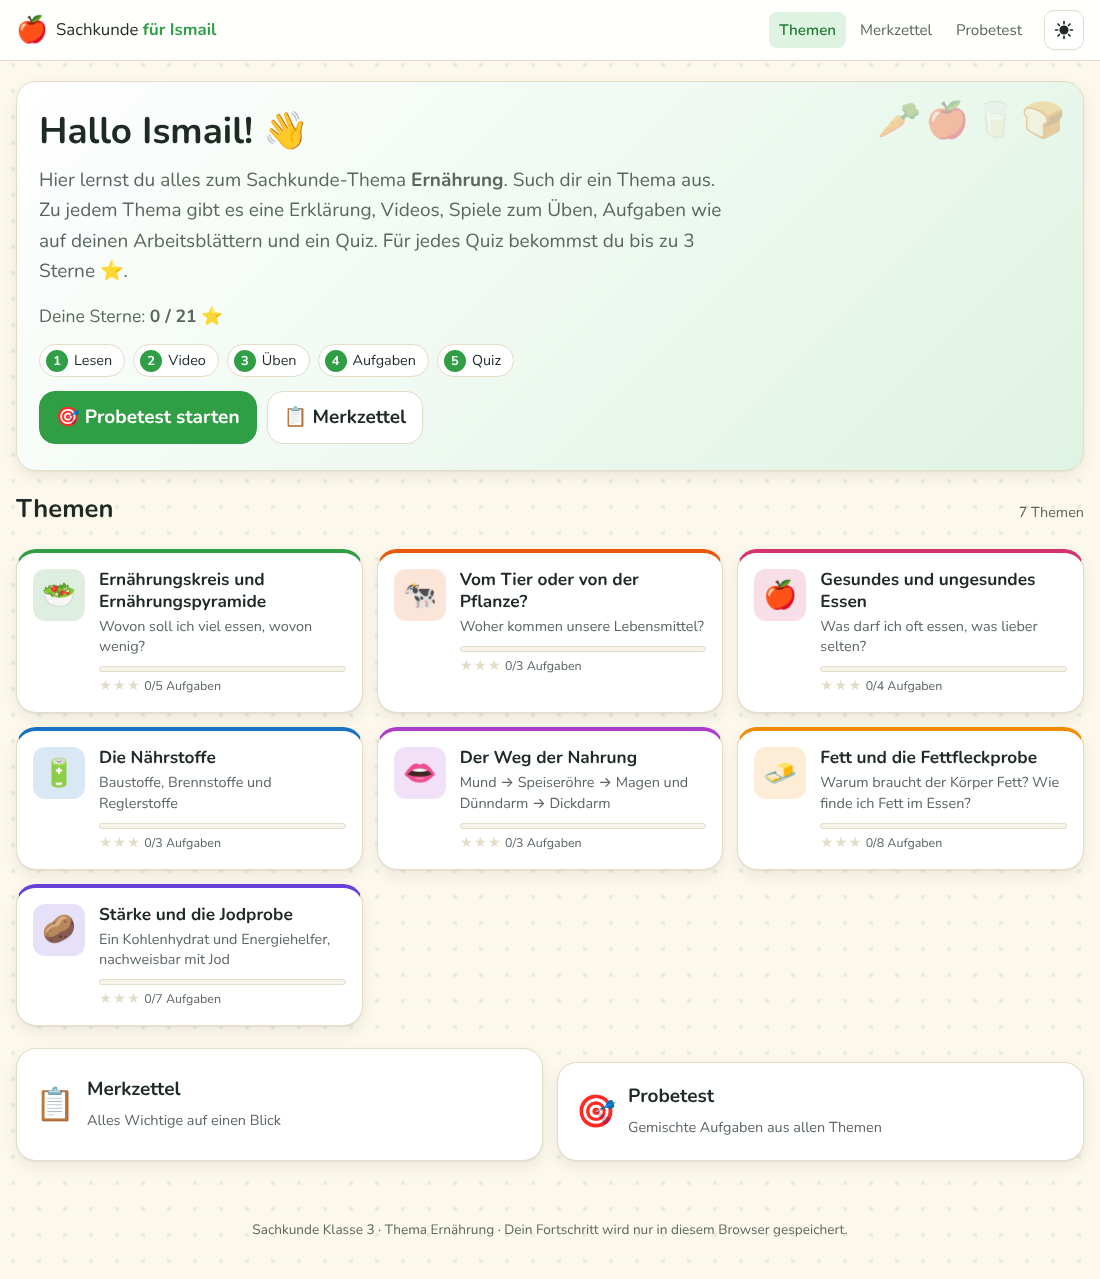 Sachkunde für Ismail
Themen
Merkzettel
Probetest
Hallo Ismail! 👋
Hier lernst du alles zum Sachkunde-Thema Ernährung. Such dir ein Thema aus.
Zu jedem Thema gibt es eine Erklärung, Videos, Spiele zum Üben, Aufgaben wie
auf deinen Arbeitsblättern und ein Quiz. Für jedes Quiz bekommst du bis zu 3
Sterne ⭐.
Deine Sterne: 0 / 21 ⭐
1 Lesen
2 Video
3 Üben
4 Aufgaben
5 Quiz
🎯 Probetest starten
📋 Merkzettel
Themen
7 Themen
Ernährungskreis und
Ernährungspyramide
Wovon soll ich viel essen, wovon
wenig?
★★★ 0/5 Aufgaben
Vom Tier oder von der
Pflanze?
Woher kommen unsere Lebensmittel?
★★★ 0/3 Aufgaben
Gesundes und ungesundes
Essen
Was darf ich oft essen, was lieber
selten?
★★★ 0/4 Aufgaben
Die Nährstoffe
Baustoffe, Brennstoffe und
Reglerstoffe
★★★ 0/3 Aufgaben
Der Weg der Nahrung
Mund → Speiseröhre → Magen und
Dünndarm → Dickdarm
★★★ 0/3 Aufgaben
Fett und die Fettfleckprobe
Warum braucht der Körper Fett? Wie
finde ich Fett im Essen?
★★★ 0/8 Aufgaben
Stärke und die Jodprobe
Ein Kohlenhydrat und Energiehelfer,
nachweisbar mit Jod
★★★ 0/7 Aufgaben
Merkzettel
Alles Wichtige auf einen Blick
Probetest
Gemischte Aufgaben aus allen Themen
Sachkunde Klasse 3 · Thema Ernährung · Dein Fortschritt wird nur in diesem Browser gespeichert.